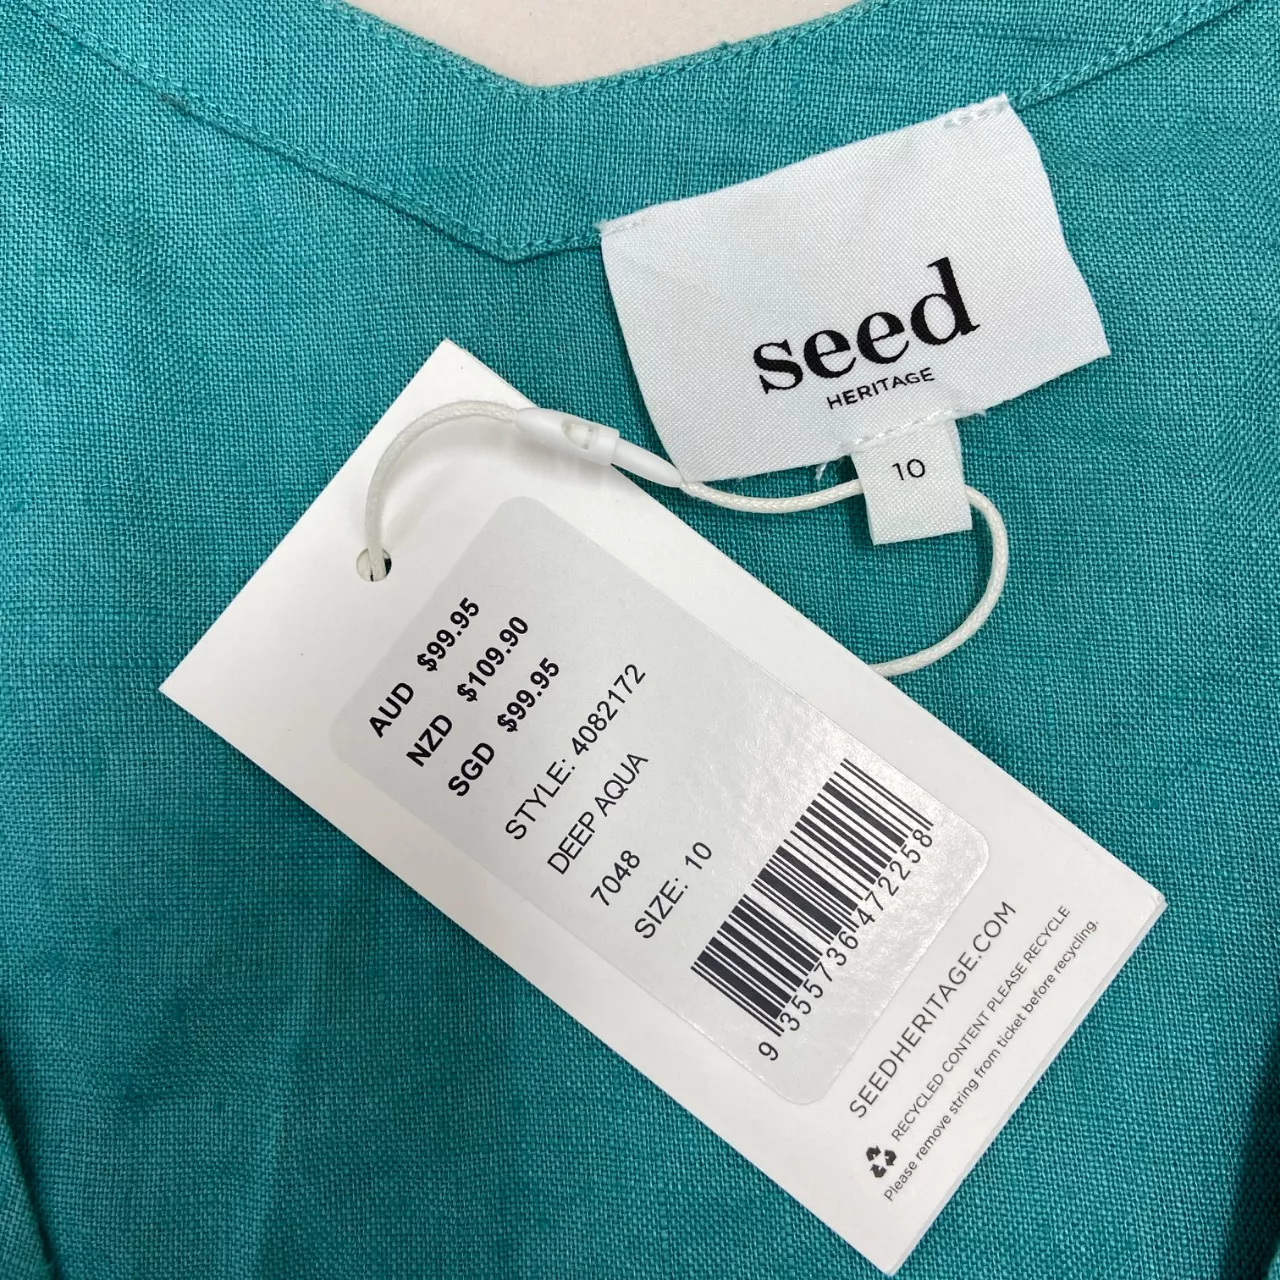 seed
HERITAGE
10
AUD $99.95
NZD $109.90
SGD $99.95
STYLE: 4082172
DEEP AQUA
7048
SIZE: 10
9 355736 472258
SEEDHERITAGE.COM
RECYCLED CONTENT PLEASE RECYCLE
Please remove string from ticket before recycling.